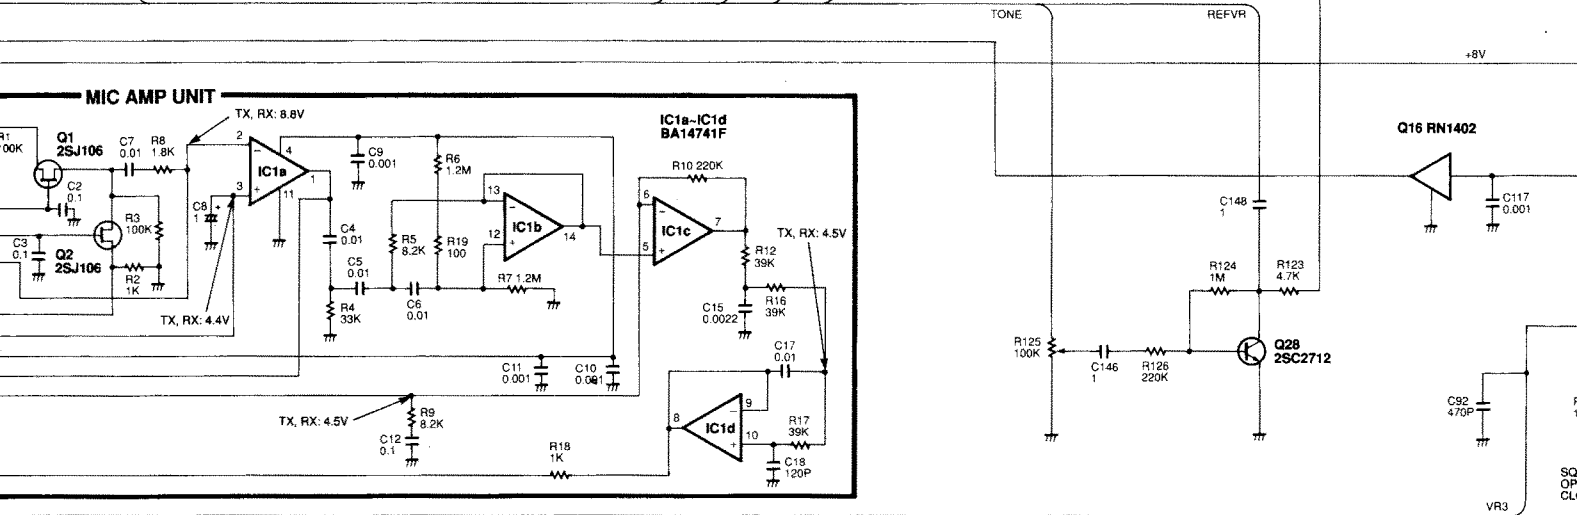 TONE
REFVR
+8V
MIC AMP UNIT
TX, RX: 8.8V
IC1a~IC1d
BA14741F
Q16 RN1402
Q1
2SJ106
C7
0.01
R8
1.8K
2
4
IC1a
1
3
11
C9
0.001
R6
1.2M
R10 220K
C2
0.1
R3
100K
C8
1
+
C4
0.01
13
IC1b
12
14
6
IC1c
7
5
C148
1
C117
0.001
C3
0.1
Q2
2SJ106
R2
1K
R5
8.2K
R19
100
TX, RX: 4.5V
R12
39K
C5
0.01
R7 1.2M
C6
0.01
R4
33K
R16
39K
C15
0.0022
R124
1M
R123
4.7K
TX, RX: 4.4V
C17
0.01
R125
100K
C146
1
R126
220K
Q28
2SC2712
C11
0.001
C10
0.001
TX, RX: 4.5V
R9
8.2K
C12
0.1
8
9
IC1d
10
R17
39K
C18
120P
R18
1K
C92
470P
VR3